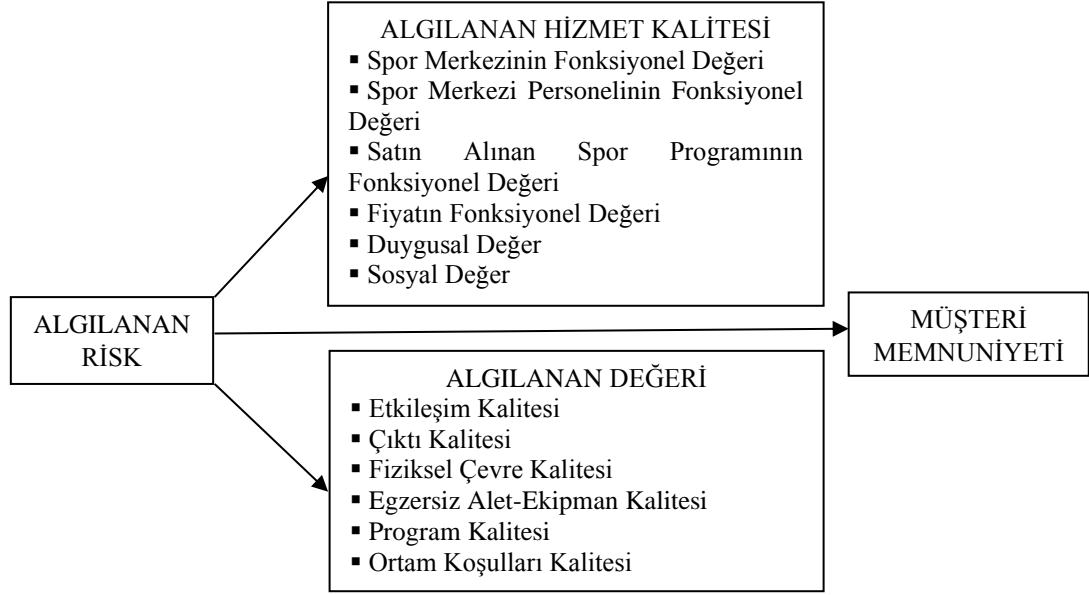 ALGILANAN HİZMET KALİTESİ
▪ Spor Merkezinin Fonksiyonel Değeri
▪ Spor Merkezi Personelinin Fonksiyonel
Değeri
▪ Satın Alınan Spor Programının
Fonksiyonel Değeri
▪ Fiyatın Fonksiyonel Değeri
▪ Duygusal Değer
▪ Sosyal Değer
ALGILANAN
RİSK
MÜŞTERİ
MEMNUNİYETİ
ALGILANAN DEĞERİ
▪ Etkileşim Kalitesi
▪ Çıktı Kalitesi
▪ Fiziksel Çevre Kalitesi
▪ Egzersiz Alet-Ekipman Kalitesi
▪ Program Kalitesi
▪ Ortam Koşulları Kalitesi